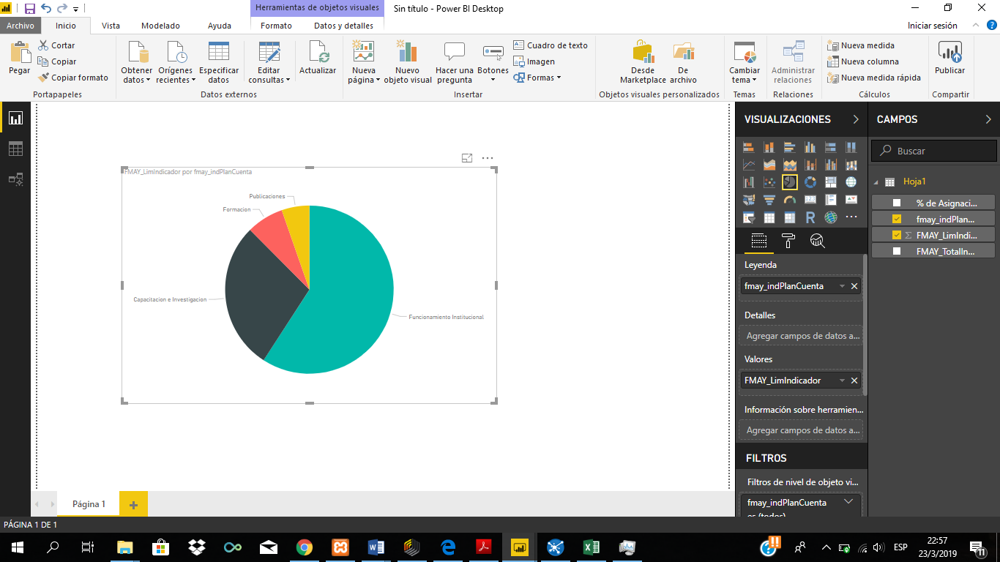 Herramientas de objetos visuales
Sin título - Power BI Desktop
Archivo
Inicio
Vista
Modelado
Ayuda
Formato
Datos y detalles
Iniciar sesión
Pegar
Cortar
Copiar
Copiar formato
Portapapeles
Obtener datos
Orígenes recientes
Especificar datos
Editar consultas
Actualizar
Datos externos
Nueva página
Nuevo objeto visual
Hacer una pregunta
Botones
Cuadro de texto
Imagen
Formas
Insertar
Desde Marketplace
De archivo
Objetos visuales personalizados
Cambiar tema
Temas
Administrar relaciones
Relaciones
Nueva medida
Nueva columna
Nueva medida rápida
Cálculos
Publicar
Compartir
FMAY_LimIndicador por fmay_indPlanCuenta
Publicaciones
Formacion
Capacitacion e Investigacion
Funcionamiento Institucional
VISUALIZACIONES
R
Leyenda
fmay_indPlanCuenta
Detalles
Agregar campos de datos a...
Valores
FMAY_LimIndicador
Información sobre herramien...
Agregar campos de datos a...
FILTROS
Filtros de nivel de objeto vi...
fmay_indPlanCuenta
es (todos)
CAMPOS
Buscar
Hoja1
% de Asignaci...
fmay_indPlan...
Σ FMAY_LimIndi...
FMAY_TotalIn...
Página 1
PÁGINA 1 DE 1
ESP
22:57
23/3/2019
11